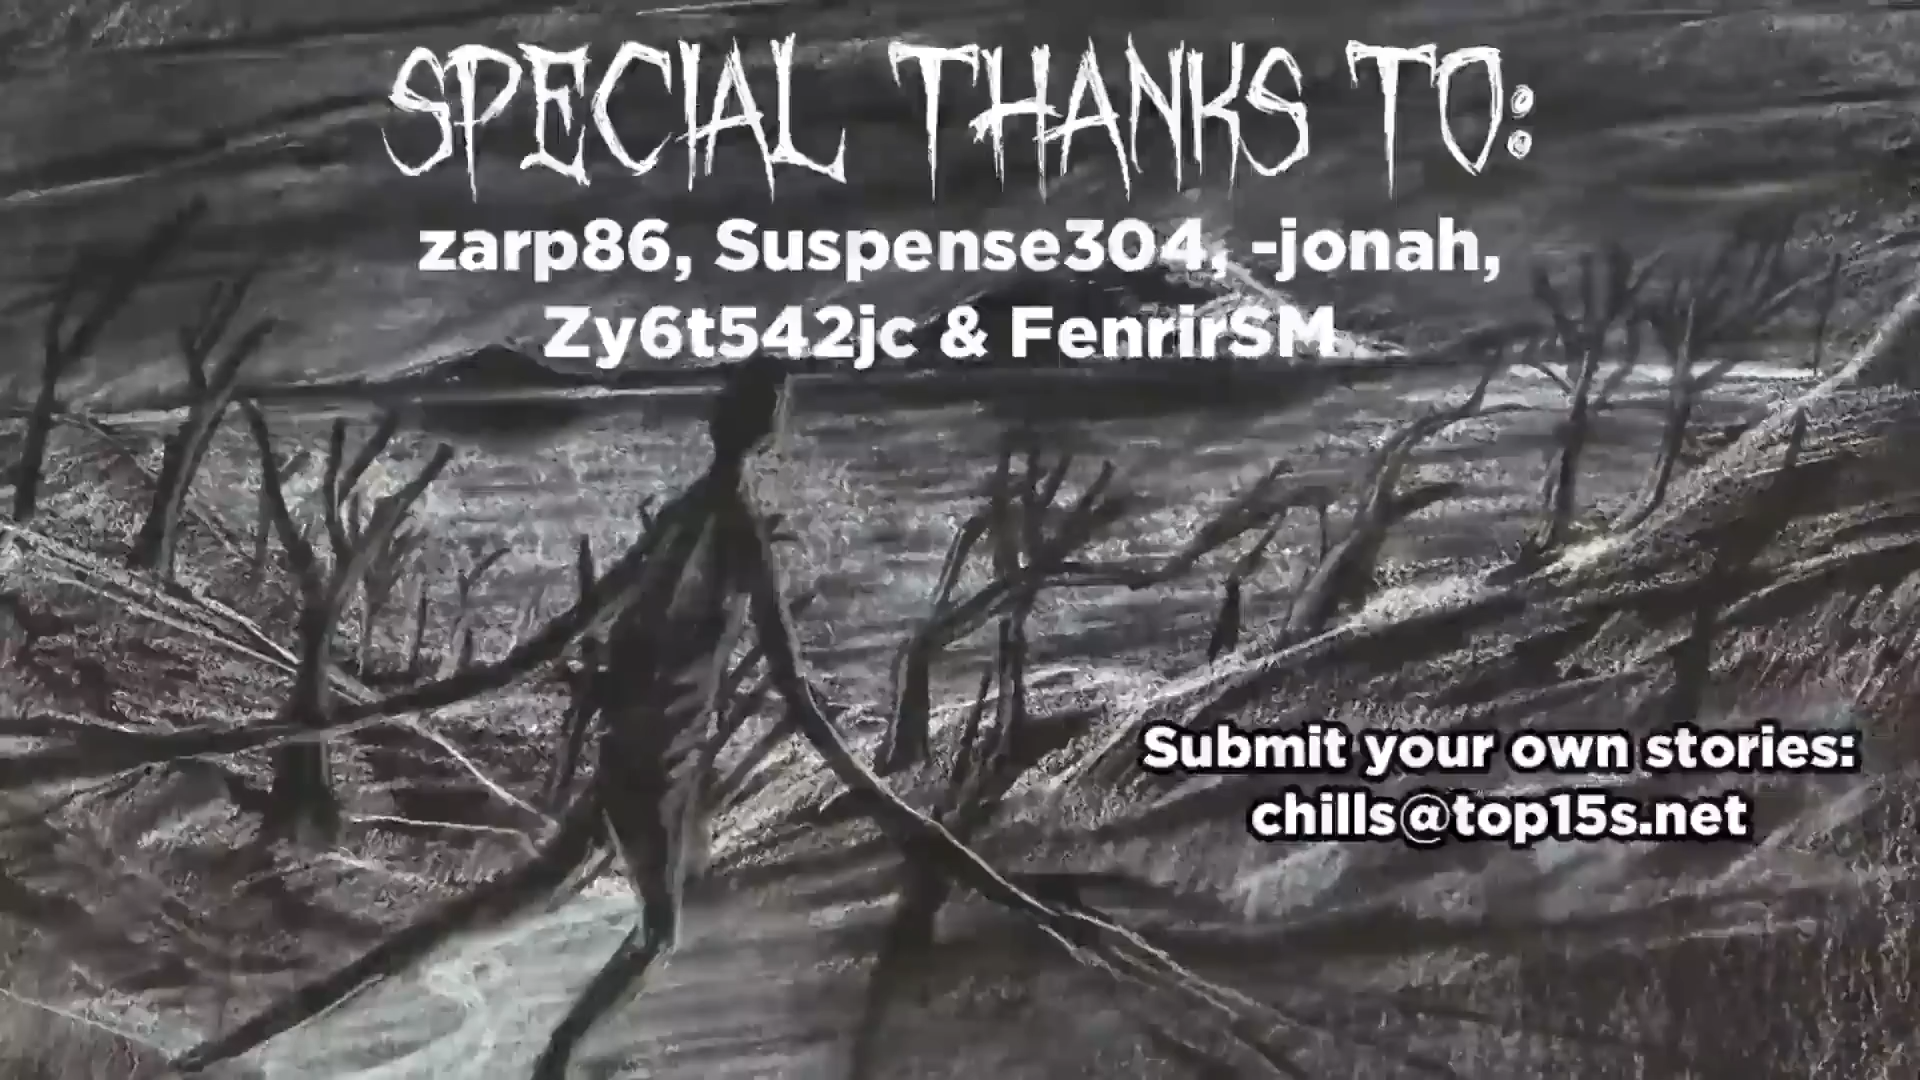 SPECIAL THANKS TO:
zarp86, Suspense304, -jonah,
Zy6t542jc & FenrirSM
Submit your own stories:
chills@top15s.net